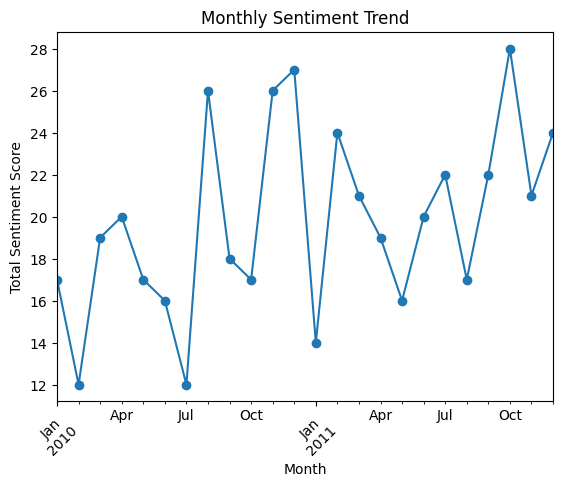 Monthly Sentiment Trend
28
26
24
22
20
18
16
14
12
Total Sentiment Score
Jan
2010
Apr
Jul
Oct
Jan
2011
Apr
Jul
Oct
Month